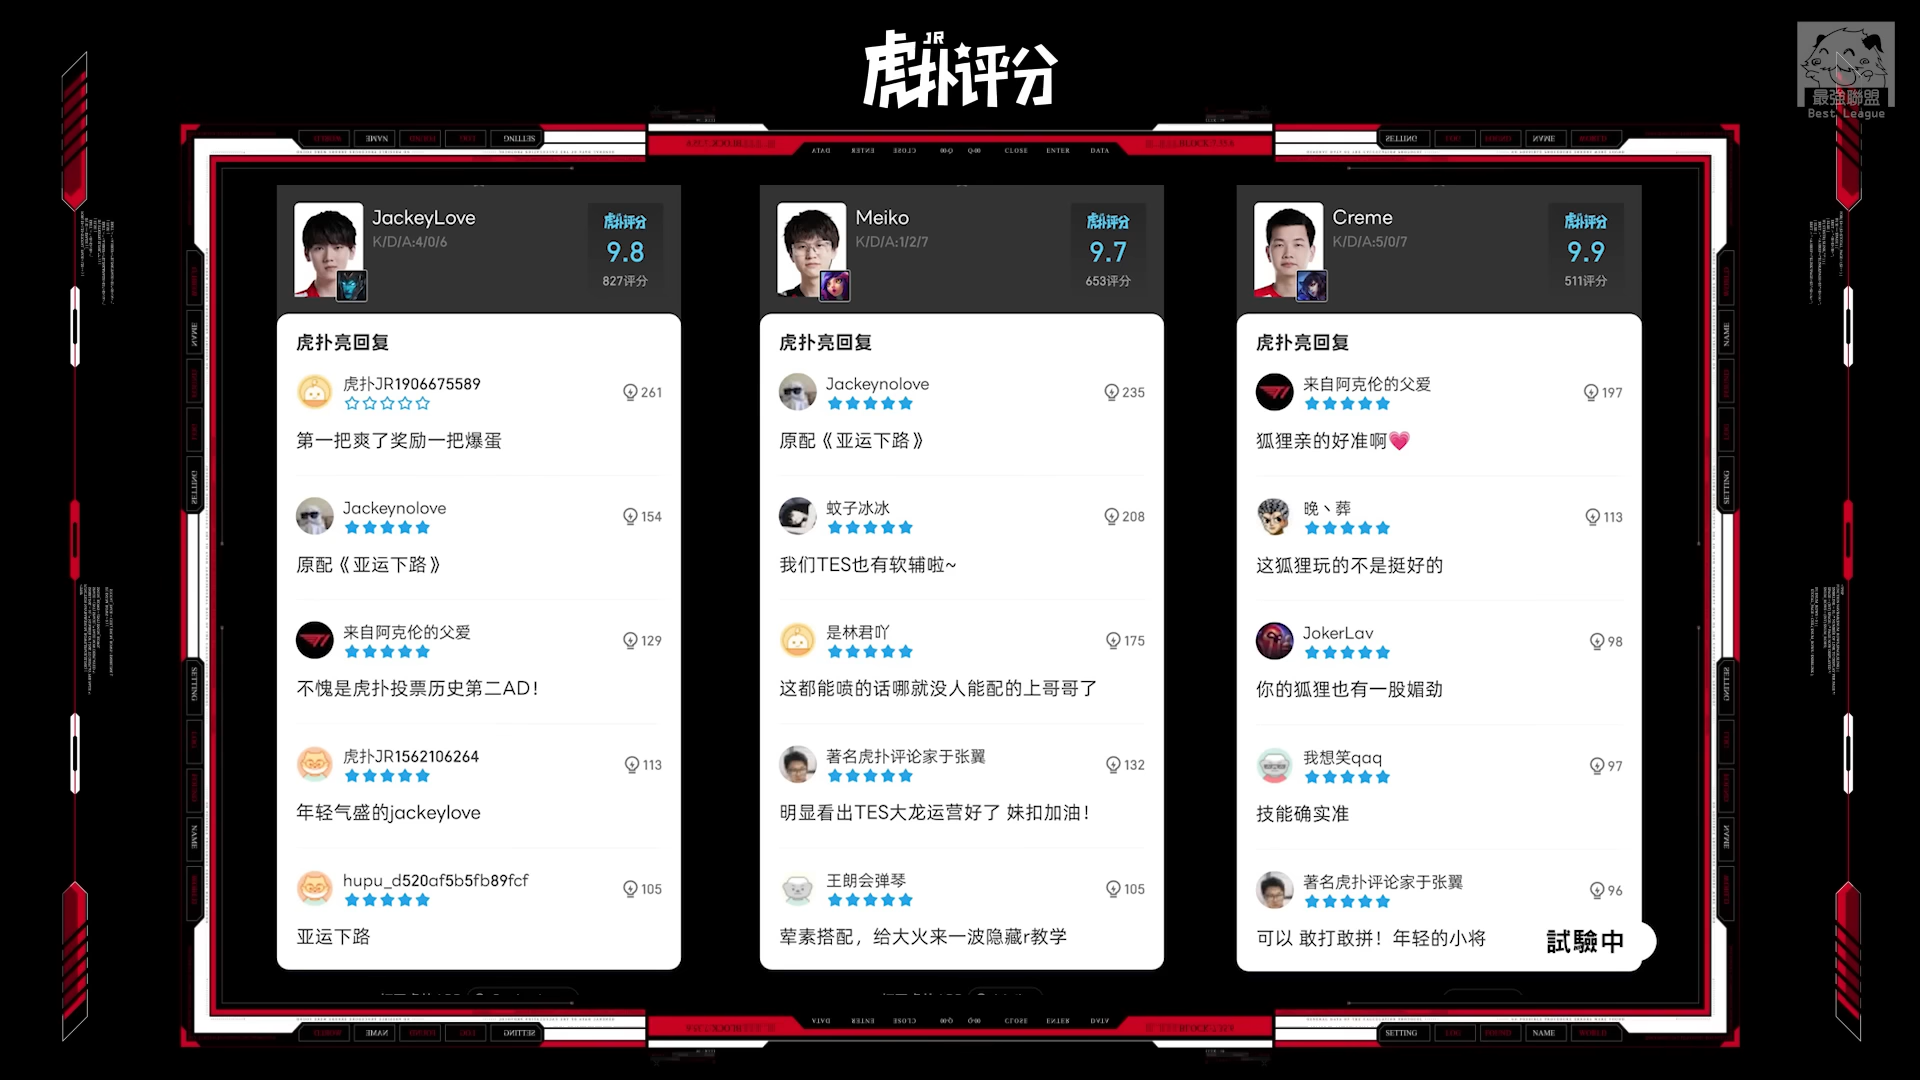 JR
虎扑评分
最強聯盟
Best League
SETTING
NAME
CLOSE
ENTER
DATA
JackeyLove
K/D/A:4/0/6
虎扑评分
9.8
827评分
虎扑亮回复
虎扑JR1906675589
261
第一把爽了奖励一把爆蛋
Jackeynolove
154
原配《亚运下路》
来自阿克伦的父爱
129
不愧是虎扑投票历史第二AD！
虎扑JR1562106264
113
年轻气盛的jackeylove
hupu_d520af5b5fb89fcf
105
亚运下路
Meiko
K/D/A:1/2/7
虎扑评分
9.7
653评分
虎扑亮回复
Jackeynolove
235
原配《亚运下路》
蚊子冰冰
208
我们TES也有软辅啦~
是林君吖
175
这都能喷的话哪就没人能配的上哥哥了
著名虎扑评论家于张翼
132
明显看出TES大龙运营好了 妹扣加油！
王朗会弹琴
105
荤素搭配，给大火来一波隐藏r教学
Creme
K/D/A:5/0/7
虎扑评分
9.9
511评分
虎扑亮回复
来自阿克伦的父爱
197
狐狸亲的好准啊💗
晚丶葬
113
这狐狸玩的不是挺好的
JokerLav
98
你的狐狸也有一股媚劲
我想笑qaq
97
技能确实准
著名虎扑评论家于张翼
96
可以 敢打敢拼！年轻的小将
試驗中
CLOSE
ENTER
DATA
SETTING
NAME